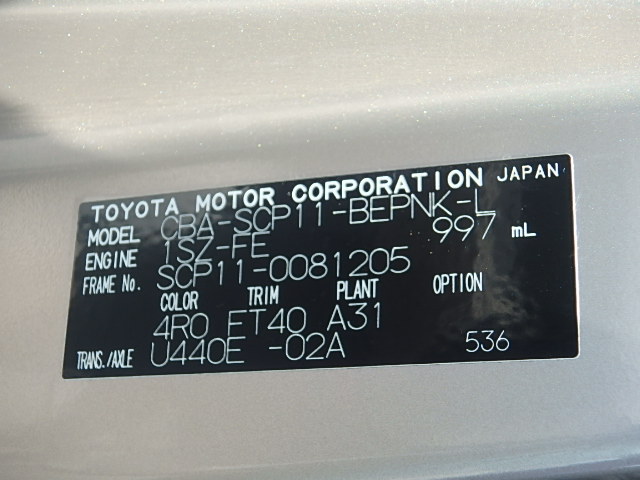 TOYOTA MOTOR CORPORATION JAPAN
MODEL CBA-SCP11-BEPNK-L
ENGINE 1SZ-FE 997 mL
FRAME No. SCP11-0081205
COLOR TRIM PLANT OPTION
4R0 FT40 A31
TRANS./AXLE U440E -02A 536